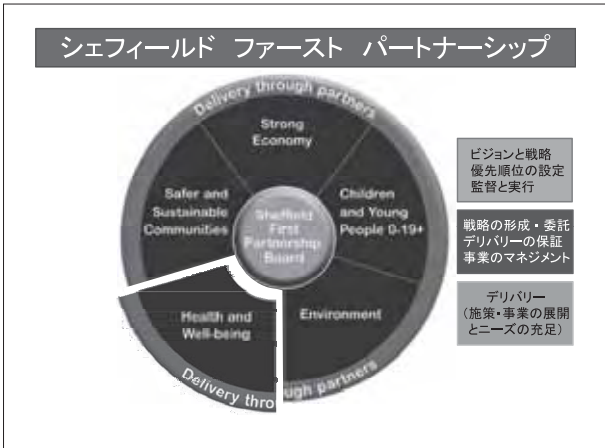 シェフィールド ファースト パートナーシップ
Delivery through partners
Strong
Economy
Safer and
Sustainable
Communities
Sheffield
First
Partnership
Board
Children
and Young
People 0-19+
Health and
Well-being
Environment
Delivery through partners
ビジョンと戦略
優先順位の設定
監督と実行
戦略の形成・委託
デリバリーの保証
事業のマネジメント
デリバリー
(施策・事業の展開
とニーズの充足)